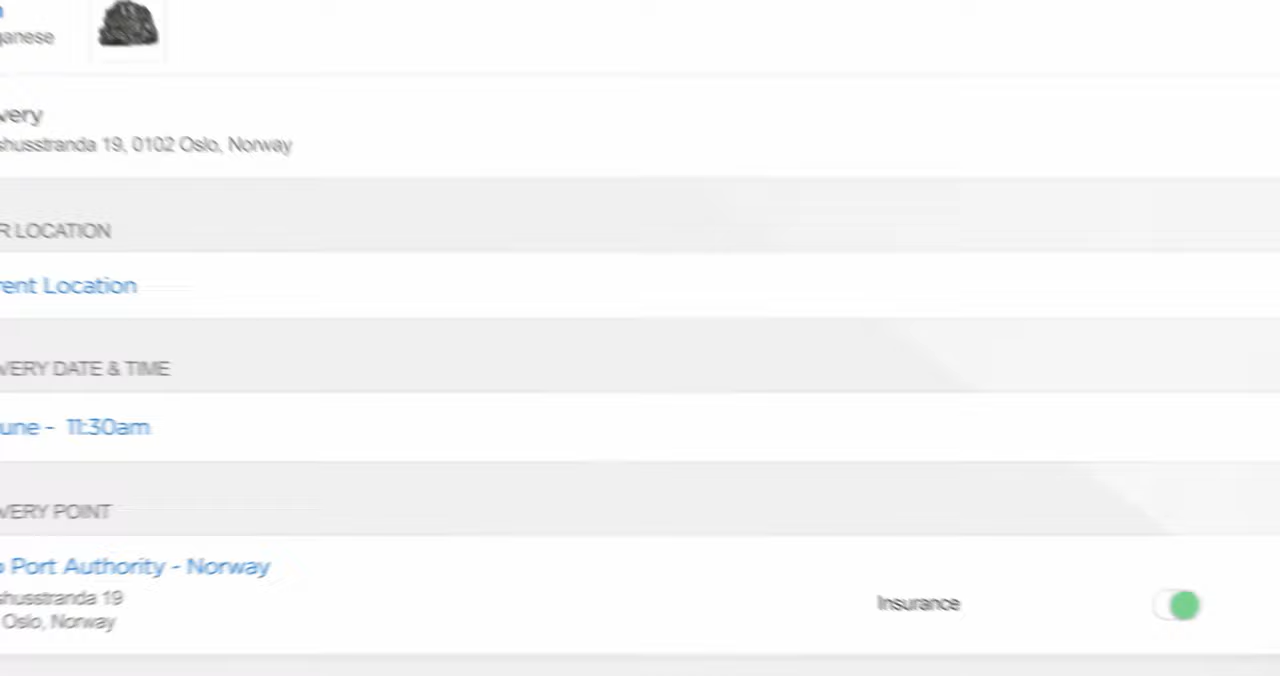 ganese
very
shusstranda 19, 0102 Oslo, Norway
R LOCATION
rent Location
VERY DATE & TIME
une - 11:30am
VERY POINT
o Port Authority - Norway
shusstranda 19
Oslo, Norway
Insurance